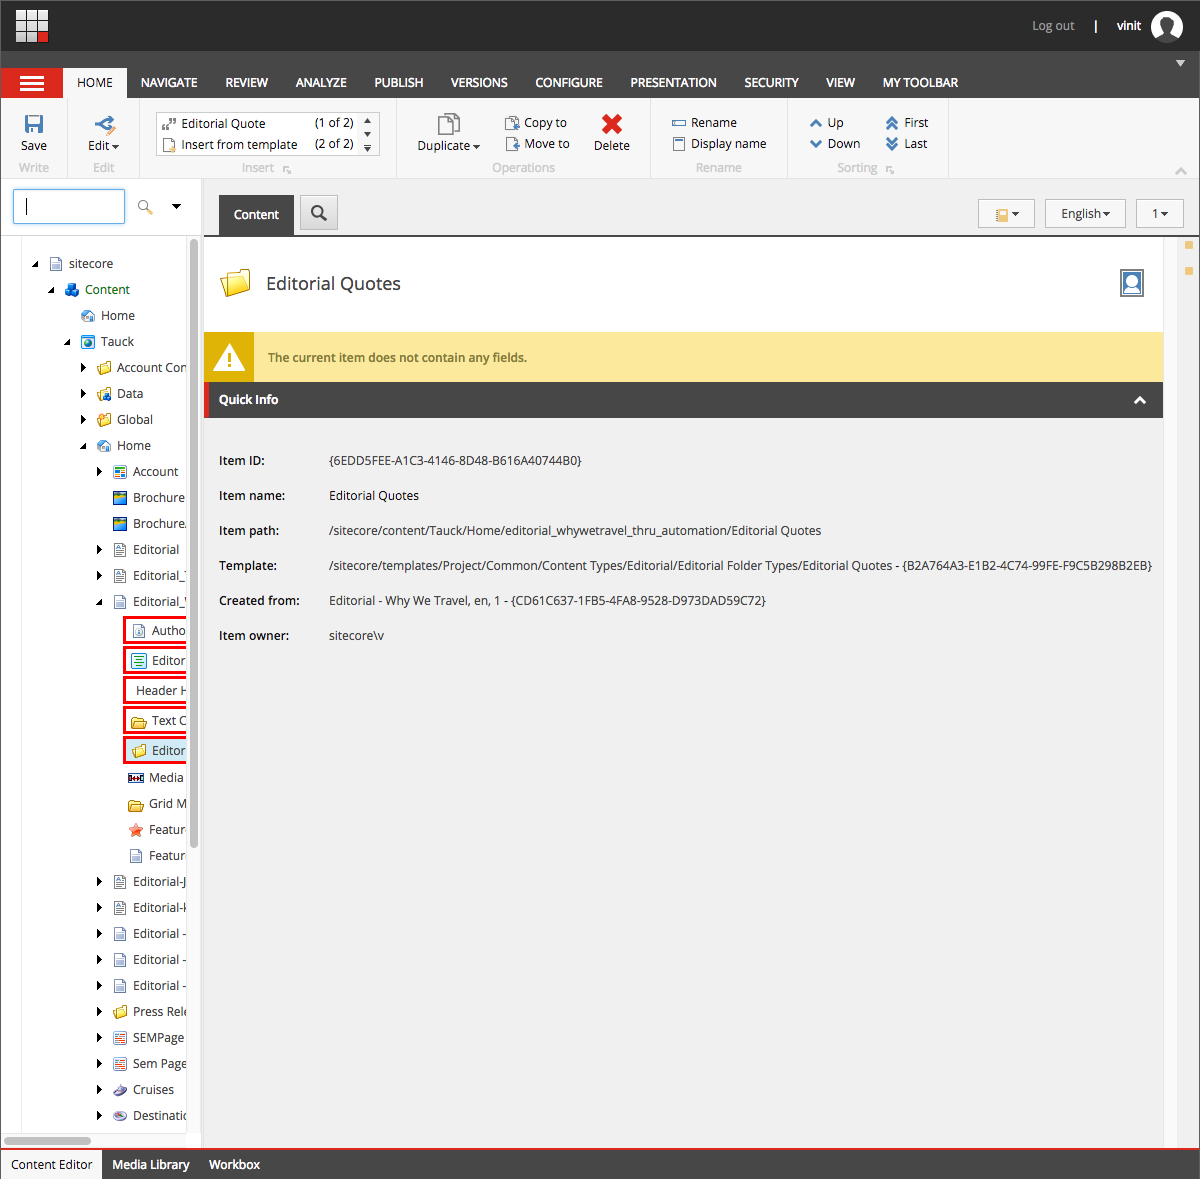 Log out | vinit
HOME NAVIGATE REVIEW ANALYZE PUBLISH VERSIONS CONFIGURE PRESENTATION SECURITY VIEW MY TOOLBAR
Save
Write
Edit
Edit
Editorial Quote (1 of 2)
Insert from template (2 of 2)
Insert
Duplicate
Copy to
Move to
Delete
Operations
Rename
Display name
Rename
Up
Down
First
Last
Sorting
Content
English
1
sitecore
Content
Home
Tauck
Account Con
Data
Global
Home
Account
Brochure
Brochure
Editorial
Editorial_
Editorial_
Autho
Editor
Header H
Text C
Editor
Media
Grid M
Featur
Featur
Editorial-J
Editorial-k
Editorial -
Editorial -
Editorial -
Press Rele
SEMPage
Sem Page
Cruises
Destinatio
Editorial Quotes
The current item does not contain any fields.
Quick Info
Item ID: {6EDD5FEE-A1C3-4146-8D48-B616A40744B0}
Item name: Editorial Quotes
Item path: /sitecore/content/Tauck/Home/editorial_whywetravel_thru_automation/Editorial Quotes
Template: /sitecore/templates/Project/Common/Content Types/Editorial/Editorial Folder Types/Editorial Quotes - {B2A764A3-E1B2-4C74-99FE-F9C5B298B2EB}
Created from: Editorial - Why We Travel, en, 1 - {CD61C637-1FB5-4FA8-9528-D973DAD59C72}
Item owner: sitecore\v
Content Editor Media Library Workbox